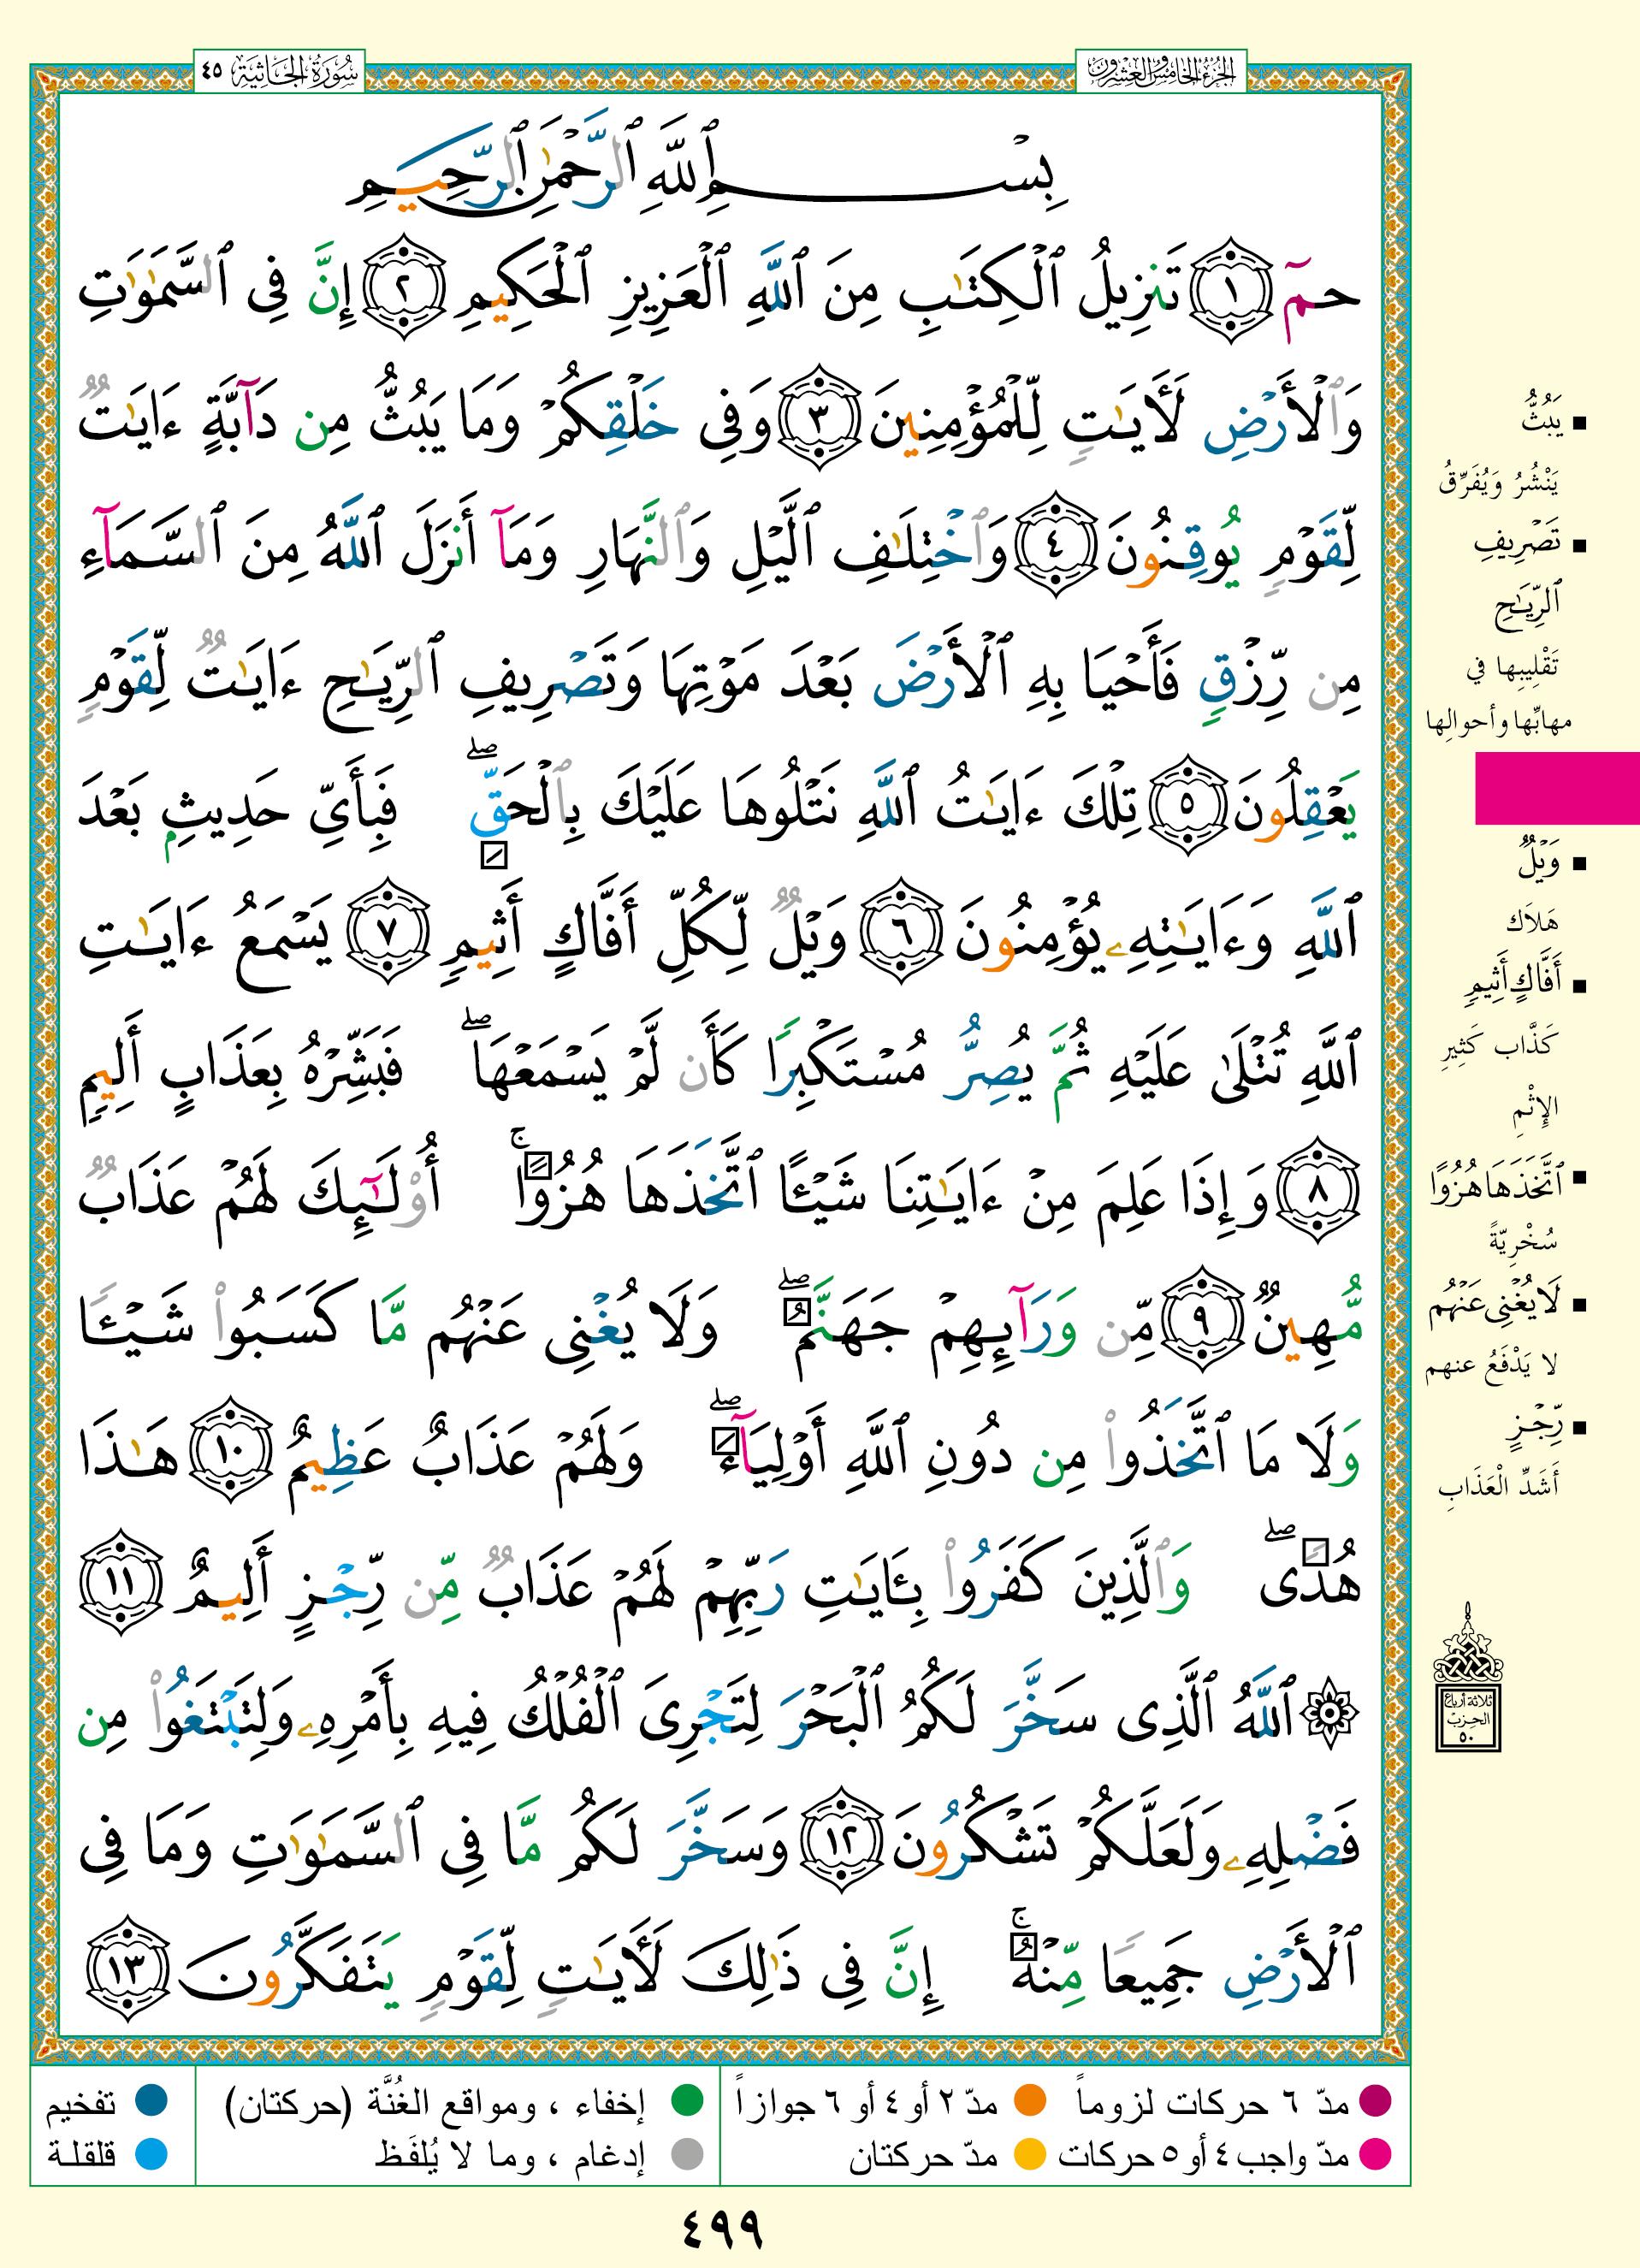 الجزء الخامس والعشرون
سورة الجاثية ٤٥
بِسْمِ ٱللَّهِ ٱلرَّحْمَٰنِ ٱلرَّحِيمِ
حمٓ ١ تَنزِيلُ ٱلْكِتَٰبِ مِنَ ٱللَّهِ ٱلْعَزِيزِ ٱلْحَكِيمِ ٢ إِنَّ فِى ٱلسَّمَٰوَٰتِ
وَٱلْأَرْضِ لَءَايَٰتٍ لِّلْمُؤْمِنِينَ ٣ وَفِى خَلْقِكُمْ وَمَا يَبُثُّ مِن دَآبَّةٍ ءَايَٰتٌ
لِّقَوْمٍ يُوقِنُونَ ٤ وَٱخْتِلَٰفِ ٱلَّيْلِ وَٱلنَّهَارِ وَمَآ أَنزَلَ ٱللَّهُ مِنَ ٱلسَّمَآءِ
مِن رِّزْقٍ فَأَحْيَا بِهِ ٱلْأَرْضَ بَعْدَ مَوْتِهَا وَتَصْرِيفِ ٱلرِّيَٰحِ ءَايَٰتٌ لِّقَوْمٍ
يَعْقِلُونَ ٥ تِلْكَ ءَايَٰتُ ٱللَّهِ نَتْلُوهَا عَلَيْكَ بِٱلْحَقِّ ۖ فَبِأَىِّ حَدِيثٍۭ بَعْدَ
ٱللَّهِ وَءَايَٰتِهِۦ يُؤْمِنُونَ ٦ وَيْلٌ لِّكُلِّ أَفَّاكٍ أَثِيمٍ ٧ يَسْمَعُ ءَايَٰتِ
ٱللَّهِ تُتْلَىٰ عَلَيْهِ ثُمَّ يُصِرُّ مُسْتَكْبِرًا كَأَن لَّمْ يَسْمَعْهَا ۖ فَبَشِّرْهُ بِعَذَابٍ أَلِيمٍ
٨ وَإِذَا عَلِمَ مِنْ ءَايَٰتِنَا شَيْـًٔا ٱتَّخَذَهَا هُزُوًا ۚ أُو۟لَٰٓئِكَ لَهُمْ عَذَابٌ
مُّهِينٌ ٩ مِّن وَرَآئِهِمْ جَهَنَّمُ ۖ وَلَا يُغْنِى عَنْهُم مَّا كَسَبُوا۟ شَيْـًٔا
وَلَا مَا ٱتَّخَذُوا۟ مِن دُونِ ٱللَّهِ أَوْلِيَآءَ ۖ وَلَهُمْ عَذَابٌ عَظِيمٌ ١٠ هَٰذَا
هُدًى ۖ وَٱلَّذِينَ كَفَرُوا۟ بِـَٔايَٰتِ رَبِّهِمْ لَهُمْ عَذَابٌ مِّن رِّجْزٍ أَلِيمٌ ١١
۞ ٱللَّهُ ٱلَّذِى سَخَّرَ لَكُمُ ٱلْبَحْرَ لِتَجْرِىَ ٱلْفُلْكُ فِيهِ بِأَمْرِهِۦ وَلِتَبْتَغُوا۟ مِن
فَضْلِهِۦ وَلَعَلَّكُمْ تَشْكُرُونَ ١٢ وَسَخَّرَ لَكُم مَّا فِى ٱلسَّمَٰوَٰتِ وَمَا فِى
ٱلْأَرْضِ جَمِيعًا مِّنْهُ ۚ إِنَّ فِى ذَٰلِكَ لَءَايَٰتٍ لِّقَوْمٍ يَتَفَكَّرُونَ ١٣
يَبُثُّ
يَنْشُرُ وَيُفَرِّقُ
تَصْرِيفِ
ٱلرِّيَٰحِ
تَقْلِيبِها في
مهابِّها وأحوالِها
وَيْلٌ
هَلاَك
أَفَّاكٍ أَثِيمٍ
كَذَّاب كَثِيرِ
الإِثْمِ
ٱتَّخَذَهَا هُزُوًا
سُخْرِيّةً
لَا يُغْنِى عَنْهُم
لا يَدْفَعُ عنهم
رِّجْزٍ
أَشَدِّ الْعَذَابِ
ثلاثة أرباع
الحزب
٥٠
مدّ ٦ حركات لزوماً مدّ ٢ أو ٤ أو ٦ جوازاً
مدّ واجب ٤ أو ٥ حركات مدّ حركتان
إخفاء ، ومواقع الغُنَّة (حركتان)
إدغام ، وما لا يُلفَظ
تفخيم
قلقلة
٤٩٩